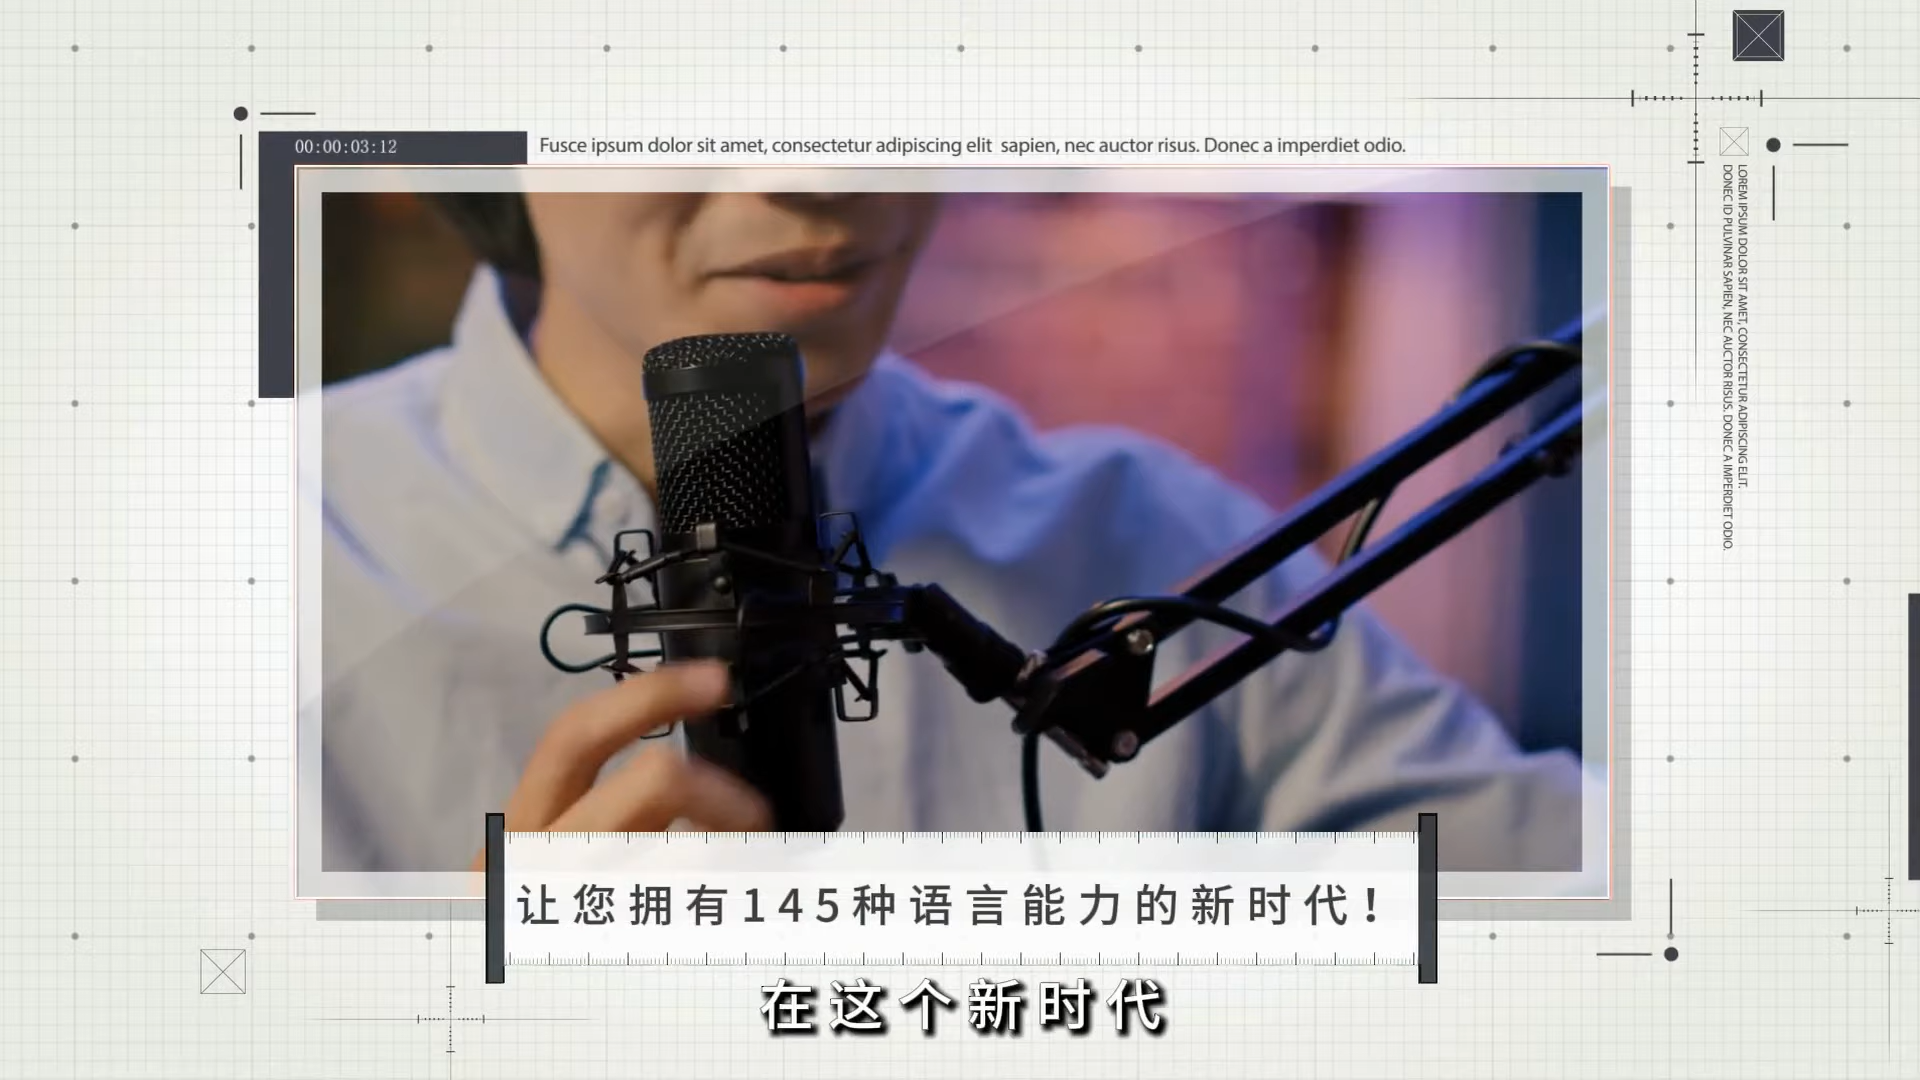 00:00:03:12
Fusce ipsum dolor sit amet, consectetur adipiscing elit  sapien, nec auctor risus. Donec a imperdiet odio.
LOREM IPSUM DOLOR SIT AMET, CONSECTETUR ADIPISCING ELIT.
DONEC ID PULVINAR SAPIEN, NEC AUCTOR RISUS. DONEC A IMPERDIET ODIO.
让您拥有145种语言能力的新时代！
在这个新时代